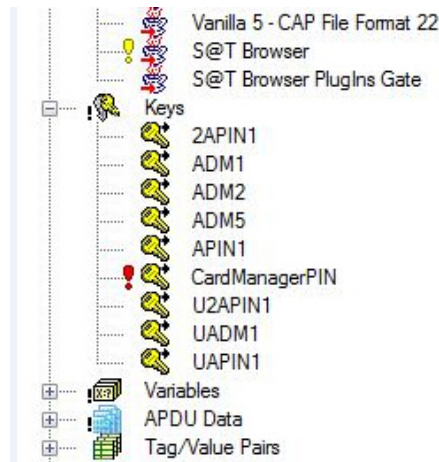 Vanilla 5 - CAP File Format 22
S@T Browser
S@T Browser PlugIns Gate
Keys
2APIN1
ADM1
ADM2
ADM5
APIN1
CardManagerPIN
U2APIN1
UADM1
UAPIN1
Variables
APDU Data
Tag/Value Pairs